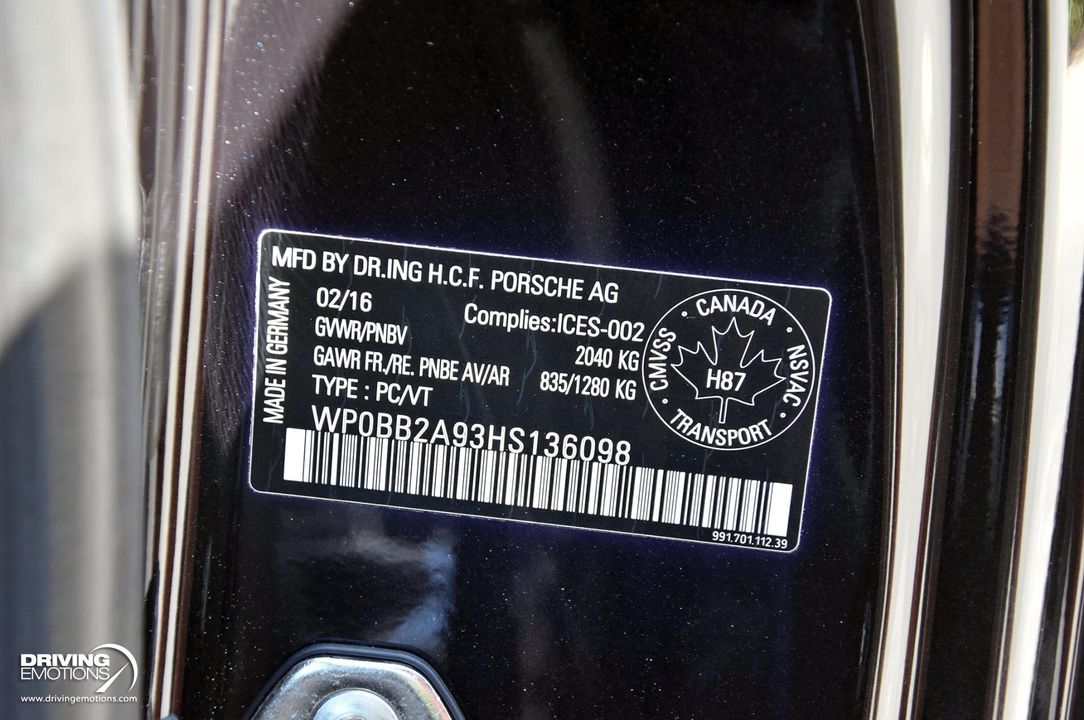 MFD BY DR.ING H.C.F. PORSCHE AG
MADE IN GERMANY
02/16
Complies:ICES-002
GVWR/PNBV 2040 KG
GAWR FR./RE. PNBE AV/AR 835/1280 KG
TYPE : PC/VT
WP0BB2A93HS136098
· CANADA ·
CMVSS
NSVAC
H87
· TRANSPORT ·
991.701.112.39
DRIVING
EMOTIONS
www.drivingemotions.com